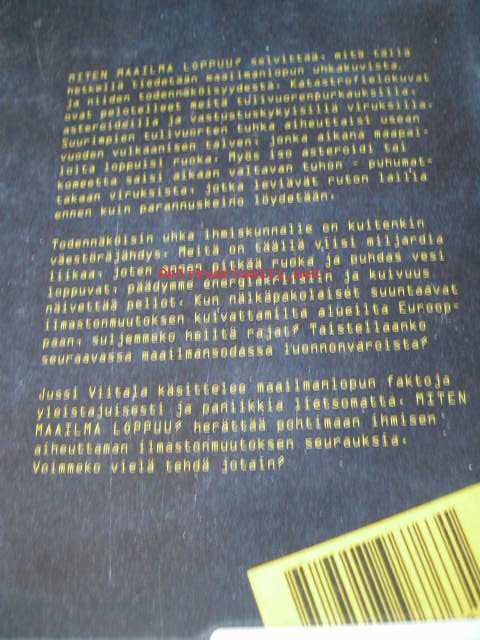 MITEN MAAILMA LOPPUU? selvittää, mitä tällä
hetkellä tiedetään maailmanlopun uhkakuvista
ja niiden todennäköisyydestä. Katastrofielokuvat
ovat pelotelleet meitä tulivuorenpurkauksilla,
asteroideilla ja vastustuskykyisillä viruksilla.
Suurimpien tulivuorten tuhka aiheuttaisi usean
vuoden vulkaanisen talven, jonka aikana maapal-
lolta loppuisi ruoka. Myös iso asteroidi tai
komeetta saisi aikaan valtavan tuhon - puhumat-
takaan viruksista, jotka leviävät ruton lailla
ennen kuin parannuskeino löydetään.
Todennäköisin uhka ihmiskunnalle on kuitenkin
väestöräjähdys. Meitä on täällä viisi miljardia
liikaa, joten ruoka ja puhdas vesi
loppuvat, päädymme energiakriisiin ja kuivuus
näivettää pellot. Kun nälkäpakolaiset suuntaavat
ilmastonmuutoksen kuivattamilta alueilta Euroop-
paan, suljemmeko heiltä rajat? Taistellaanko
seuraavassa maailmansodassa luonnonvaroista?
Jussi Viitala käsittelee maailmanlopun faktoja
yleistajuisesti ja paniikkia lietsomatta. MITEN
MAAILMA LOPPUU? herättää pohtimaan ihmisen
aiheuttaman ilmastonmuutoksen seurauksia.
Voimmeko vielä tehdä jotain?